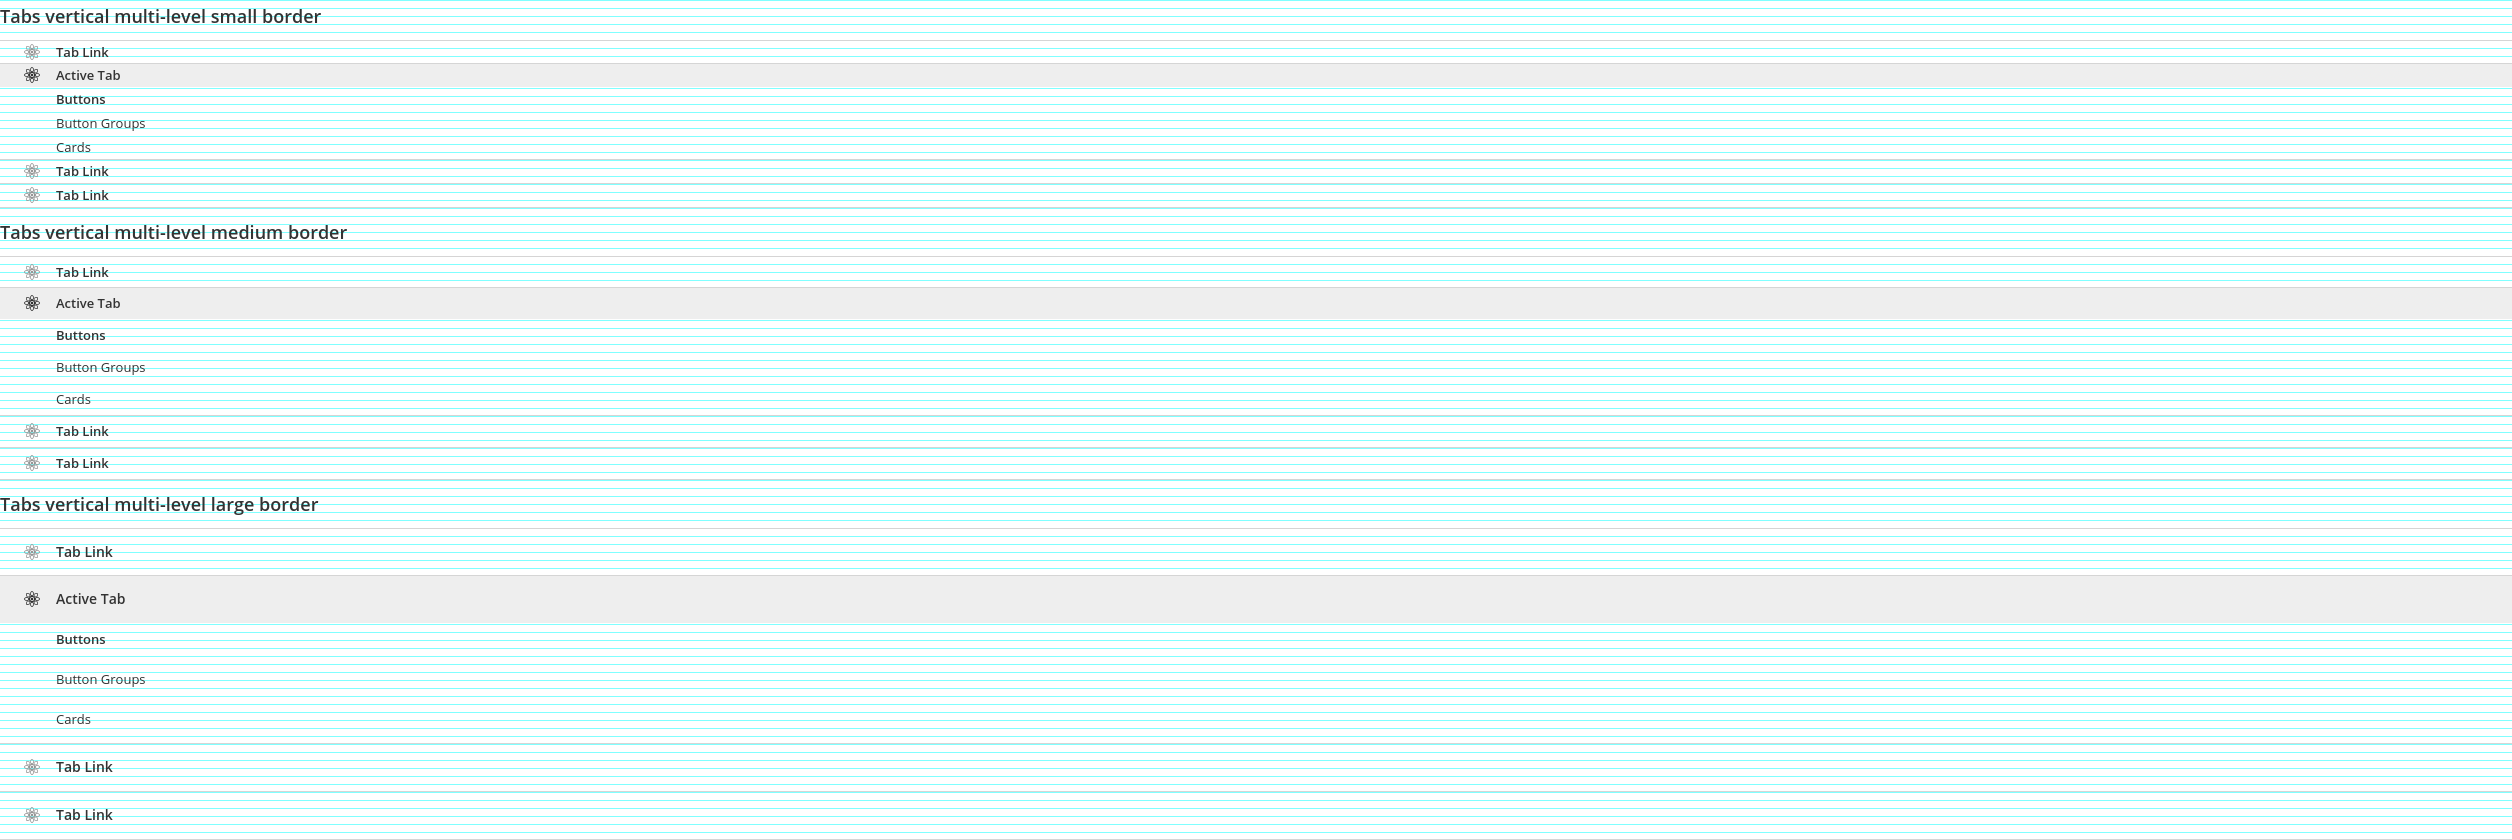 Tabs vertical multi-level small border
Tab Link
Active Tab
Buttons
Button Groups
Cards
Tab Link
Tab Link
Tabs vertical multi-level medium border
Tab Link
Active Tab
Buttons
Button Groups
Cards
Tab Link
Tab Link
Tabs vertical multi-level large border
Tab Link
Active Tab
Buttons
Button Groups
Cards
Tab Link
Tab Link